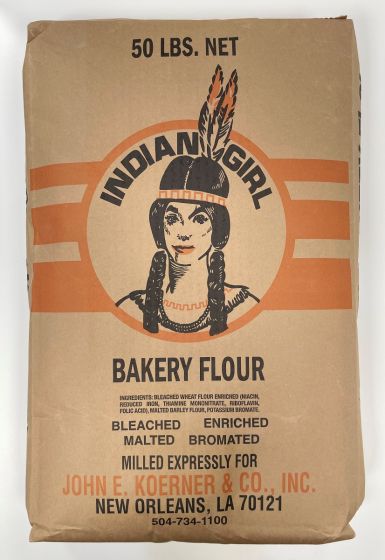 50 LBS. NET
INDIAN GIRL
BAKERY FLOUR
INGREDIENTS: BLEACHED WHEAT FLOUR ENRICHED (NIACIN,
REDUCED IRON, THIAMINE MONONITRATE, RIBOFLAVIN,
FOLIC ACID), MALTED BARLEY FLOUR, POTASSIUM BROMATE.
BLEACHED ENRICHED
MALTED BROMATED
MILLED EXPRESSLY FOR
JOHN E. KOERNER & CO., INC.
NEW ORLEANS, LA 70121
504-734-1100